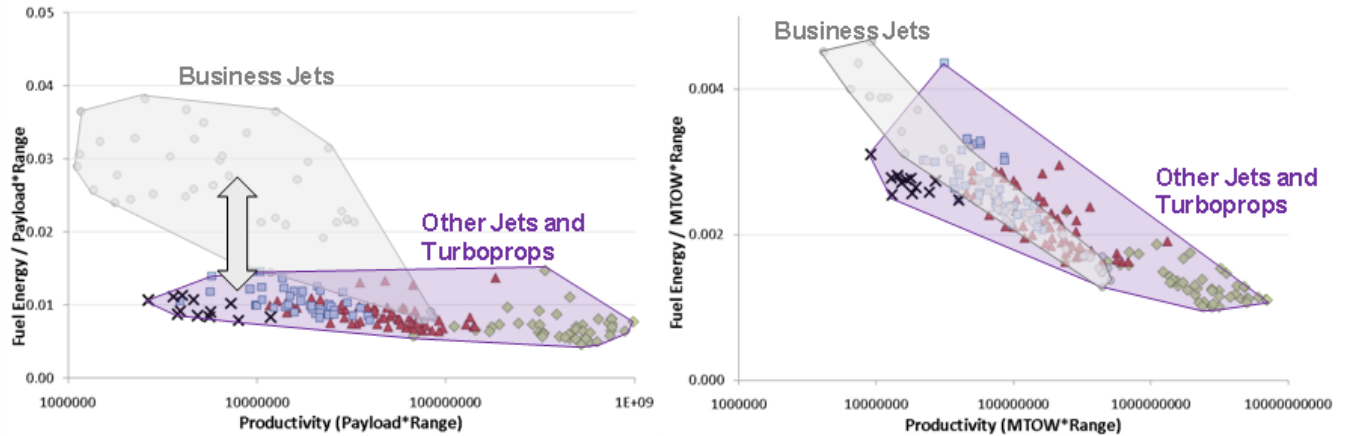 0.05
0.04
0.03
0.02
0.01
0.00
Fuel Energy / Payload*Range
Business Jets
Other Jets and
Turboprops
1000000
10000000
100000000
1E+09
Productivity (Payload*Range)
0.004
0.002
0.000
Fuel Energy / MTOW*Range
Business Jets
Other Jets and
Turboprops
1000000
10000000
100000000
1000000000
10000000000
Productivity (MTOW*Range)